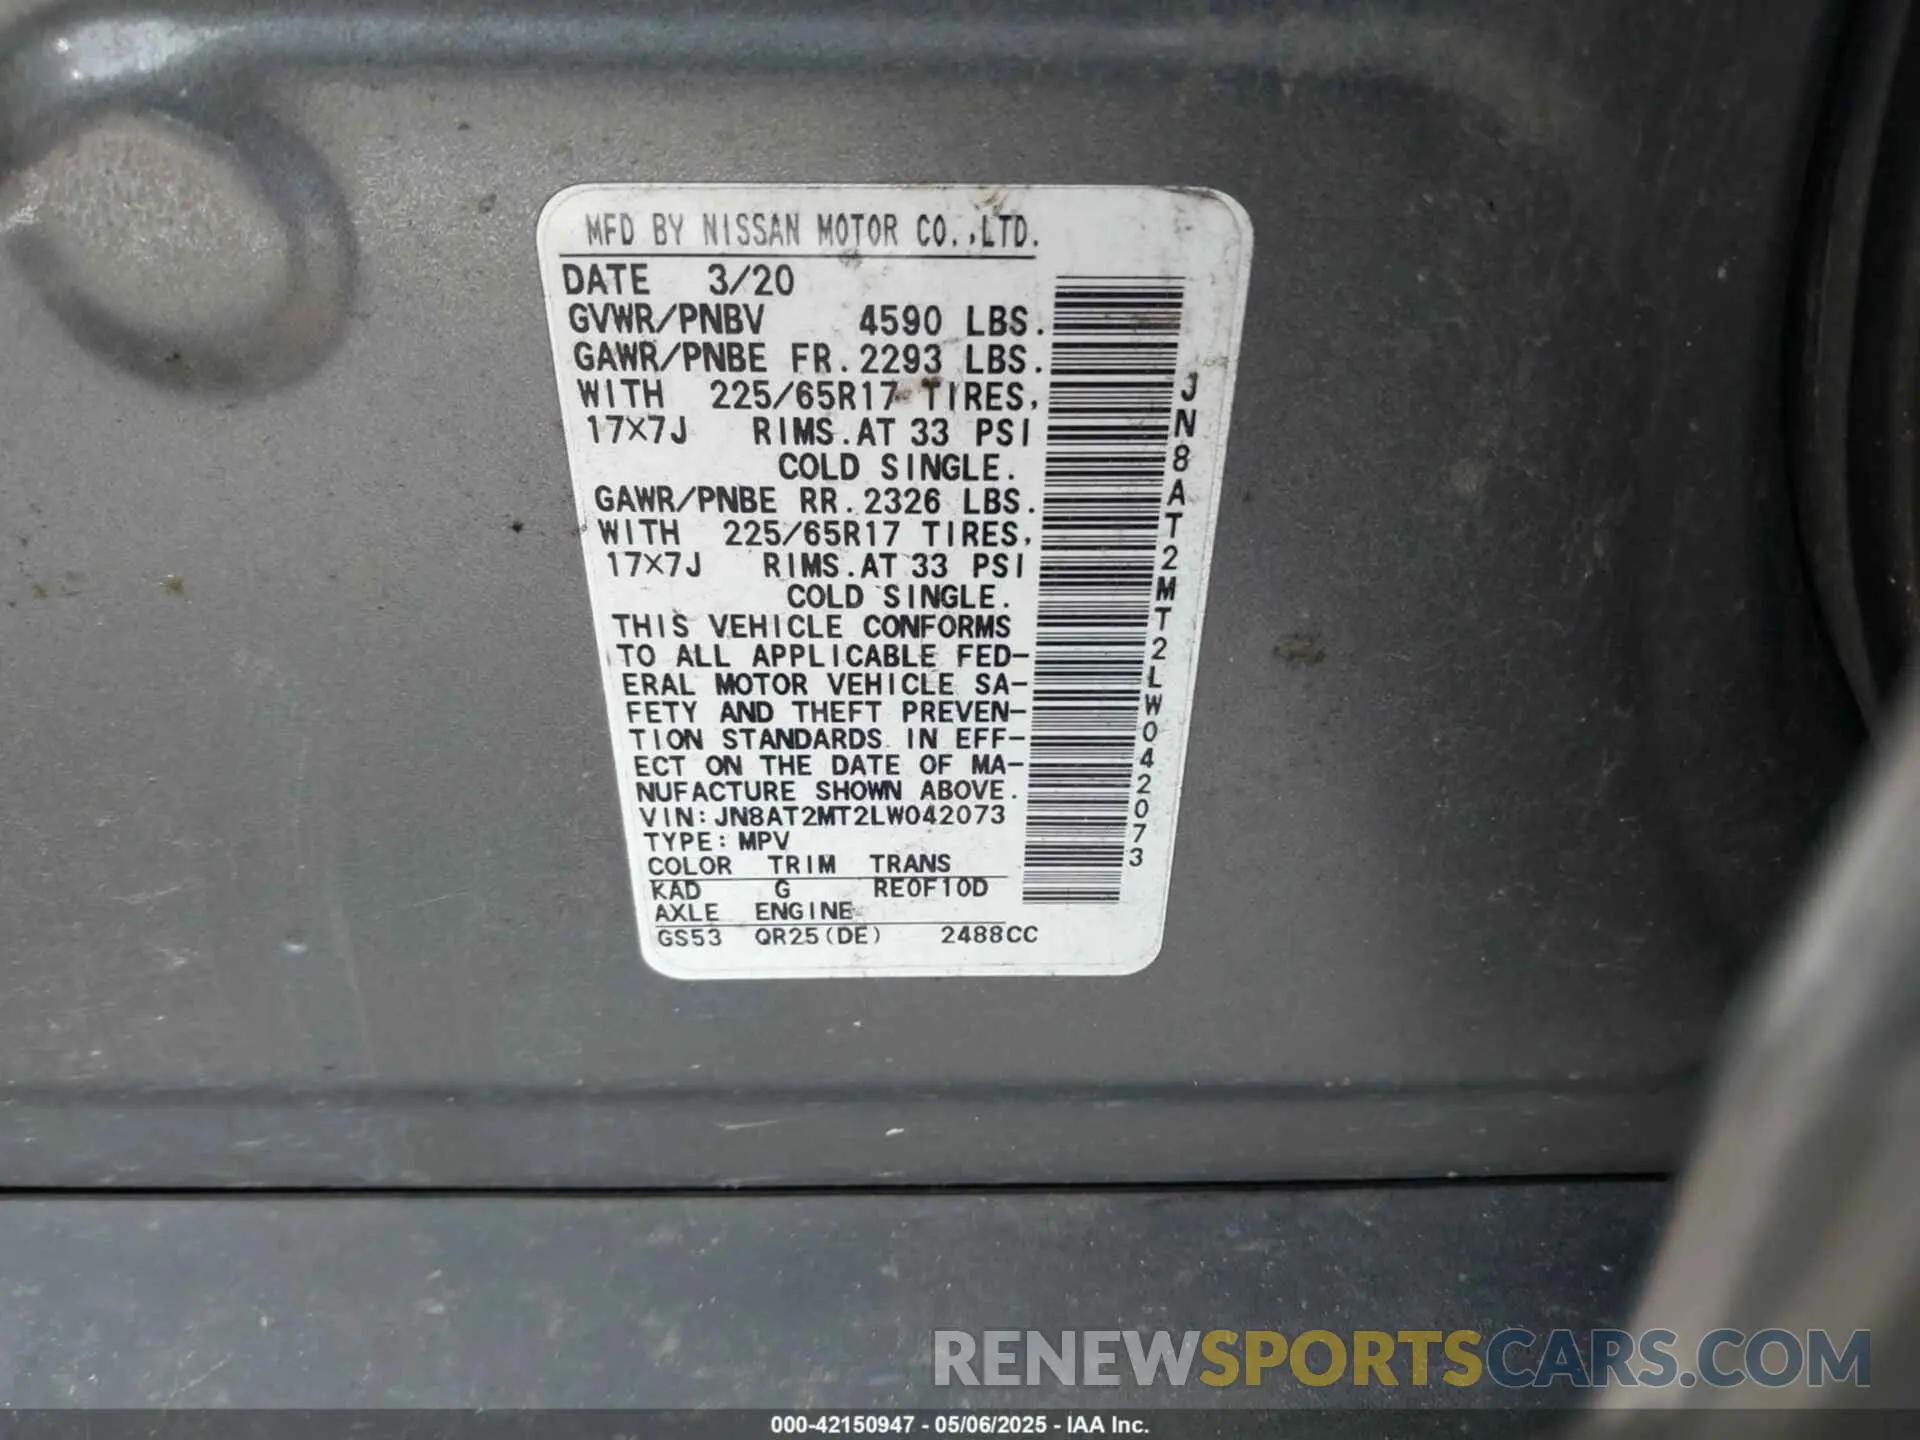 MFD BY NISSAN MOTOR CO.,LTD.
DATE 3/20
GVWR/PNBV 4590 LBS.
GAWR/PNBE FR. 2293 LBS.
WITH 225/65R17 TIRES,
17×7J RIMS. AT 33 PSI
COLD SINGLE.
GAWR/PNBE RR. 2326 LBS.
WITH 225/65R17 TIRES,
17×7J RIMS. AT 33 PSI
COLD SINGLE.
THIS VEHICLE CONFORMS
TO ALL APPLICABLE FED-
ERAL MOTOR VEHICLE SA-
FETY AND THEFT PREVEN-
TION STANDARDS IN EFF-
ECT ON THE DATE OF MA-
NUFACTURE SHOWN ABOVE.
VIN: JN8AT2MT2LW042073
TYPE: MPV
COLOR TRIM TRANS
KAD G RE0F10D
AXLE ENGINE
GS53 QR25(DE) 2488CC
JN8AT2MT2LW042073
RENEWSPORTSCARS.COM
000-42150947 - 05/06/2025 - IAA Inc.